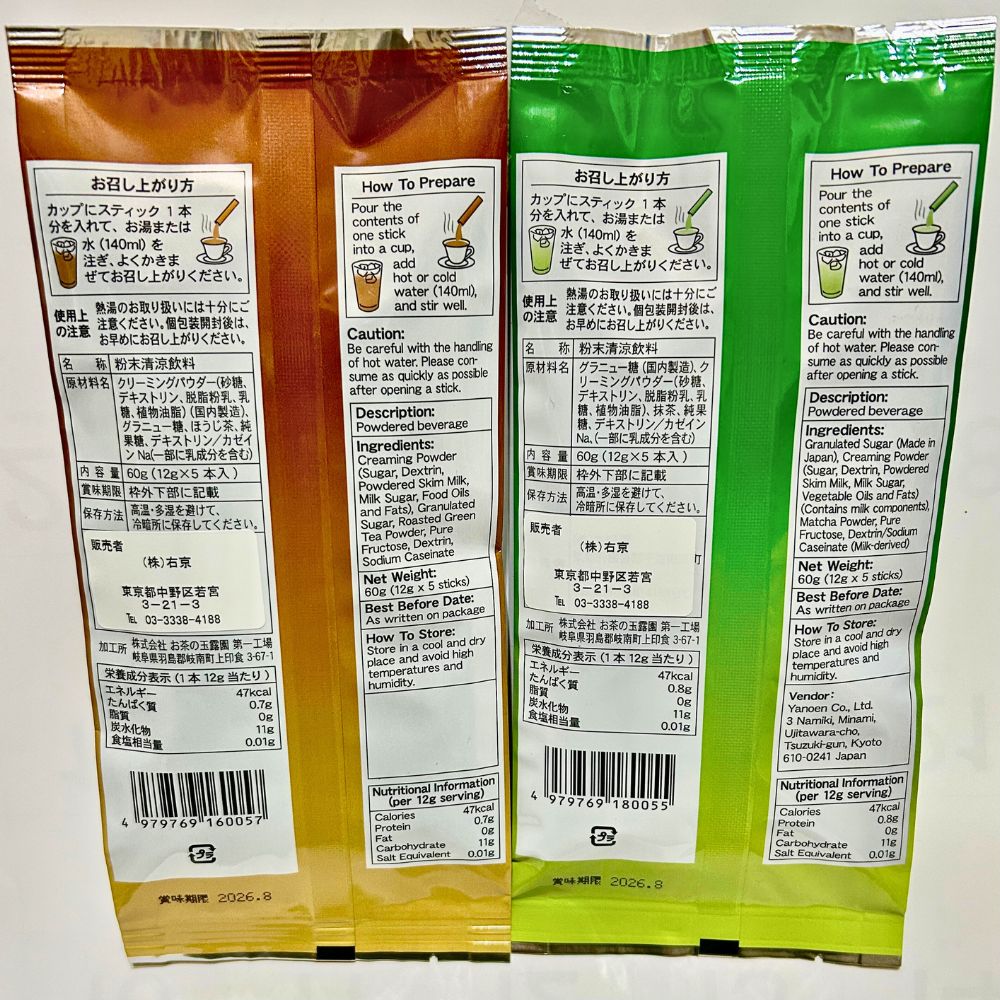 お召し上がり方
カップにスティック 1 本
分を入れて、お湯または
水 (140ml) を
注ぎ、よくかきま
ぜてお召し上がりください。
使用上
の注意
熱湯のお取り扱いには十分にご
注意ください。個包装開封後は、
お早めにお召し上がりください。
名 称 粉末清涼飲料
原材料名 クリーミングパウダー(砂糖、
デキストリン、脱脂粉乳、乳
糖、植物油脂) (国内製造)、
グラニュー糖、ほうじ茶、純
果糖、デキストリン/カゼイ
ン Na(一部に乳成分を含む)
内 容 量 60g (12g×5 本入 )
賞味期限 枠外下部に記載
保存方法 高温・多湿を避けて、
冷暗所に保存してください。
販売者
(株) 右京
東京都中野区若宮
3-21-3
℡ 03-3338-4188
加工所 株式会社 お茶の玉露園 第一工場
岐阜県羽島郡岐南町上印食 3-67-1
栄養成分表示 (1 本 12g 当たり )
エネルギー 47kcal
たんぱく質 0.7g
脂質 0g
炭水化物 11g
食塩相当量 0.01g
4 979769 160057
プラ
賞味期限 2026.8
How To Prepare
Pour the
contents of
one stick
into a cup,
add
hot or cold
water (140ml),
and stir well.
Caution:
Be careful with the handling
of hot water. Please con-
sume as quickly as possible
after opening a stick.
Description:
Powdered beverage
Ingredients:
Creaming Powder
(Sugar, Dextrin,
Powdered Skim Milk,
Milk Sugar, Food Oils
and Fats), Granulated
Sugar, Roasted Green
Tea Powder, Pure
Fructose, Dextrin,
Sodium Caseinate
Net Weight:
60g (12g x 5 sticks)
Best Before Date:
As written on package
How To Store:
Store in a cool and dry
place and avoid high
temperatures and
humidity.
Nutritional Information
(per 12g serving)
Calories 47kcal
Protein 0.7g
Fat 0g
Carbohydrate 11g
Salt Equivalent 0.01g
お召し上がり方
カップにスティック 1 本
分を入れて、お湯または
水 (140ml) を
注ぎ、よくかきま
ぜてお召し上がりください。
使用上
の注意
熱湯のお取り扱いには十分にご
注意ください。個包装開封後は、
お早めにお召し上がりください。
名 称 粉末清涼飲料
原材料名 グラニュー糖 (国内製造)、ク
リーミングパウダー(砂糖、
デキストリン、脱脂粉乳、乳
糖、植物油脂)、抹茶、純果
糖、デキストリン/カゼイン
Na、(一部に乳成分を含む)
内 容 量 60g (12g×5 本入 )
賞味期限 枠外下部に記載
保存方法 高温・多湿を避けて、
冷暗所に保存してください。
販売者
(株) 右京
東京都中野区若宮
3-21-3
℡ 03-3338-4188
加工所 株式会社 お茶の玉露園 第一工場
岐阜県羽島郡岐南町上印食 3-67-1
栄養成分表示 (1 本 12g 当たり )
エネルギー 47kcal
たんぱく質 0.8g
脂質 0g
炭水化物 11g
食塩相当量 0.01g
4 979769 180055
プラ
賞味期限 2026.8
How To Prepare
Pour the
contents of
one stick
into a cup,
add
hot or cold
water (140ml),
and stir well.
Caution:
Be careful with the handling
of hot water. Please con-
sume as quickly as possible
after opening a stick.
Description:
Powdered beverage
Ingredients:
Granulated Sugar (Made in
Japan), Creaming Powder
(Sugar, Dextrin, Powdered
Skim Milk, Milk Sugar,
Vegetable Oils and Fats)
(Contains milk components),
Matcha Powder, Pure
Fructose, Dextrin/Sodium
Caseinate (Milk-derived)
Net Weight:
60g (12g x 5 sticks)
Best Before Date:
As written on package
How To Store:
Store in a cool and dry
place and avoid high
temperatures and
humidity.
Vendor:
Yanoen Co., Ltd.
3 Namiki, Minami,
Ujitawara-cho,
Tsuzuki-gun, Kyoto
610-0241 Japan
Nutritional Information
(per 12g serving)
Calories 47kcal
Protein 0.8g
Fat 0g
Carbohydrate 11g
Salt Equivalent 0.01g